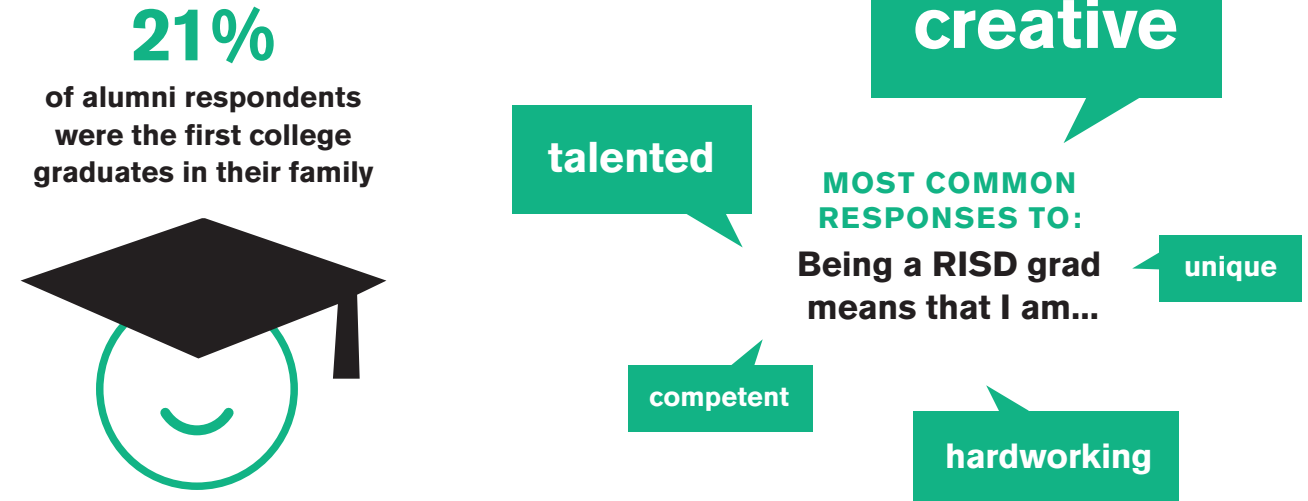 21%
of alumni respondents
were the first college
graduates in their family
creative
talented
MOST COMMON
RESPONSES TO:
Being a RISD grad
means that I am...
unique
competent
hardworking